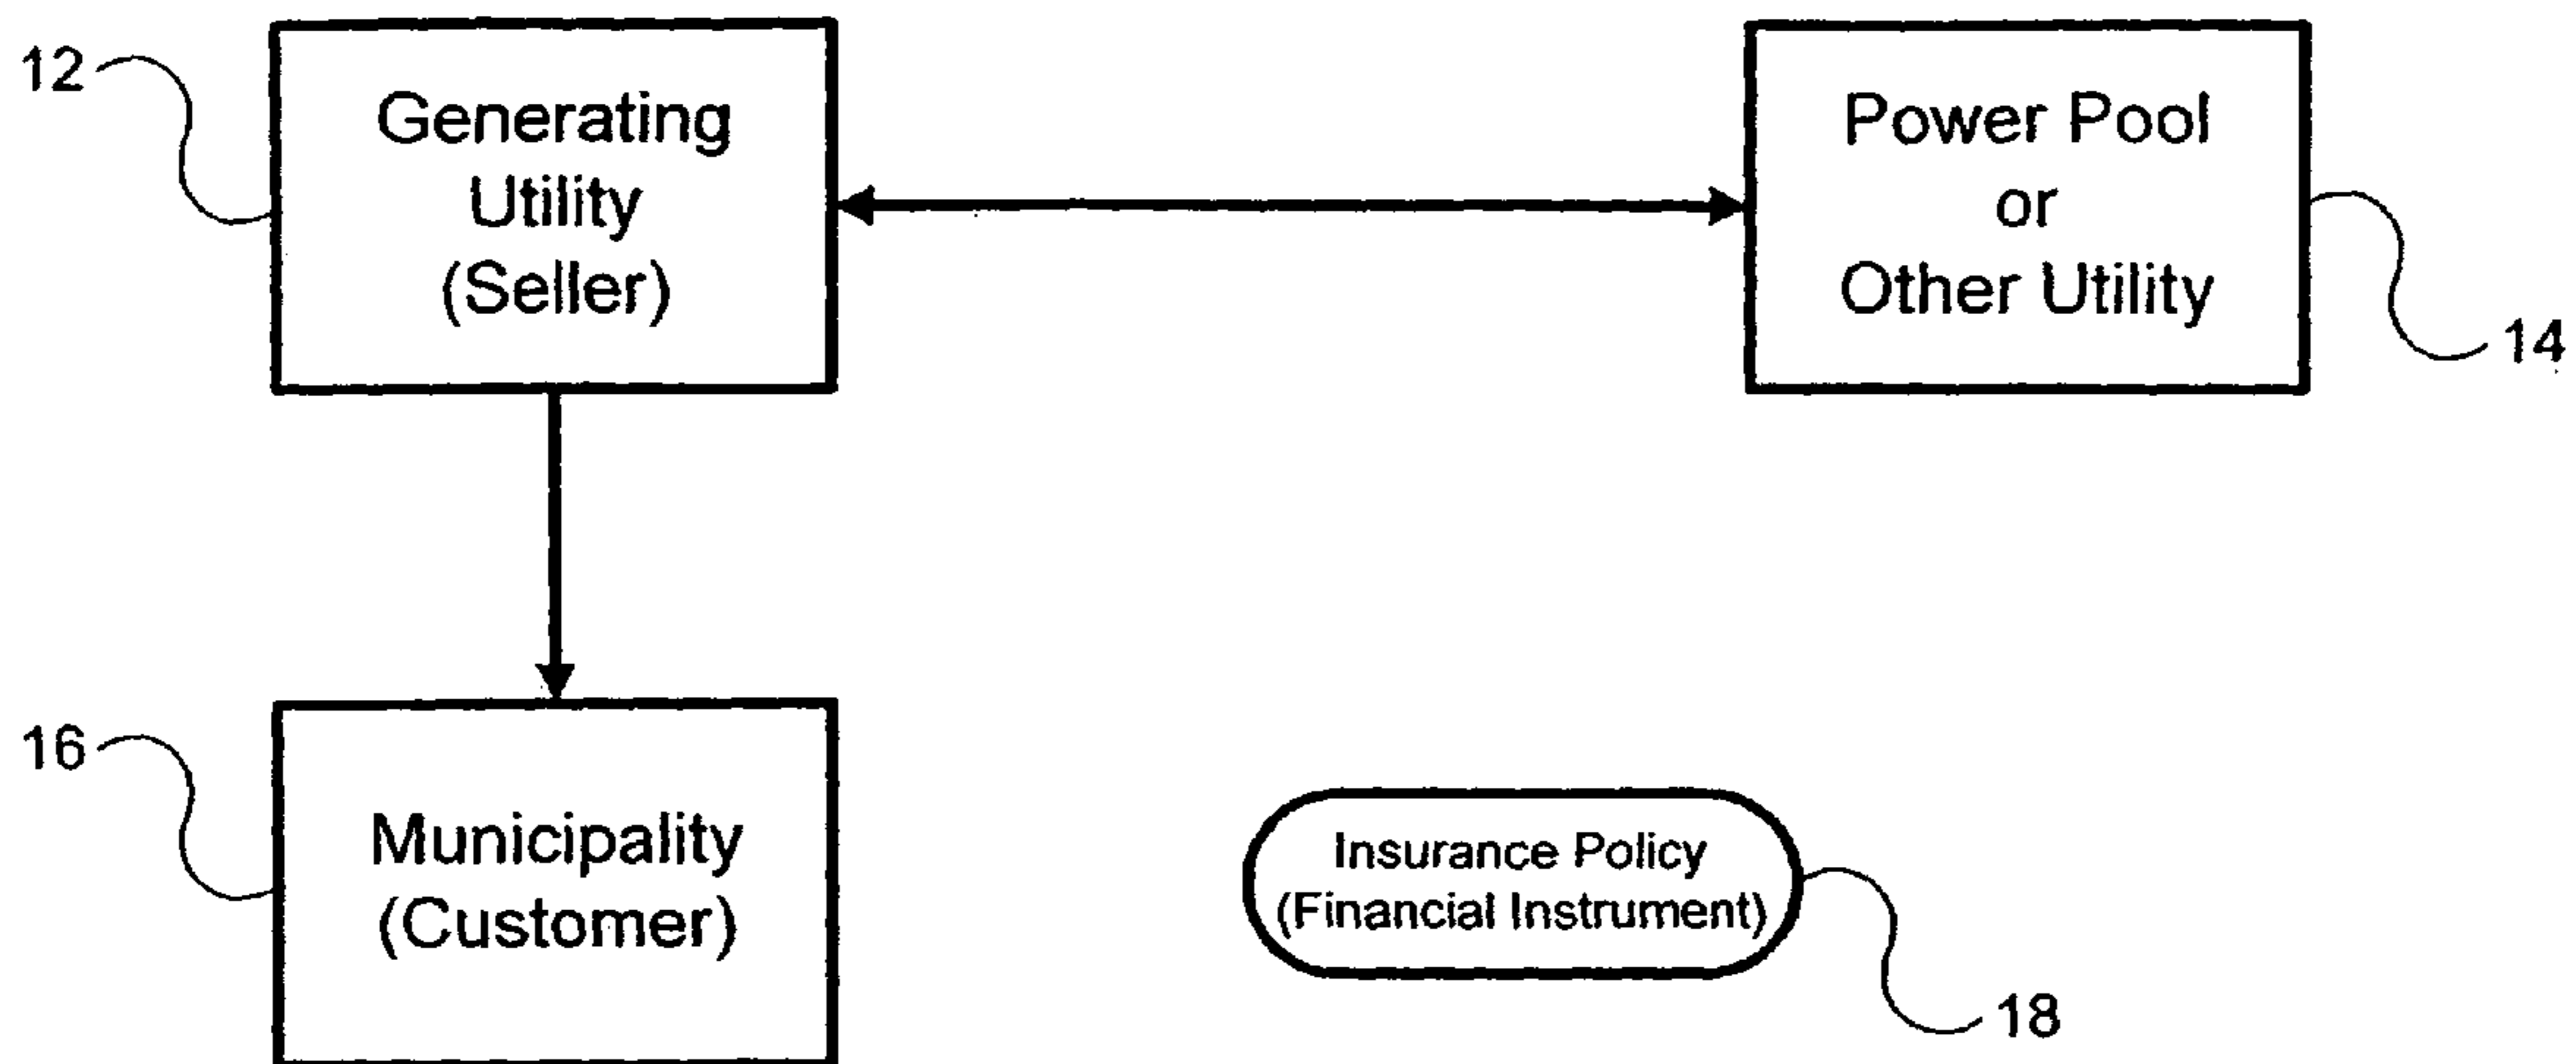 12
Generating
Utility
(Seller)
Power Pool
or
Other Utility
14
16
Municipality
(Customer)
Insurance Policy
(Financial Instrument)
18